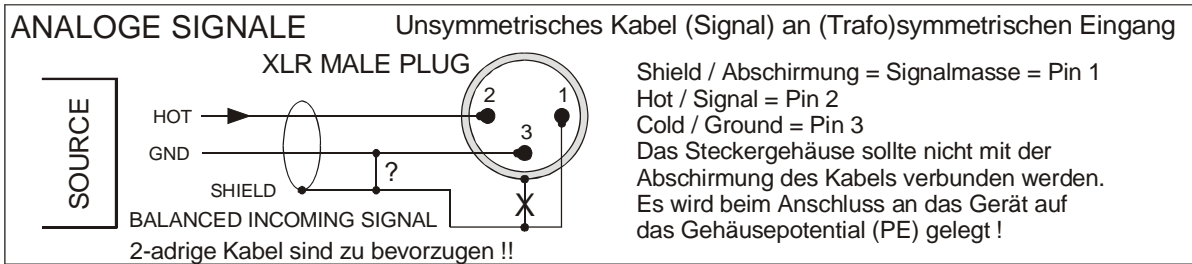 ANALOGE SIGNALE
Unsymmetrisches Kabel (Signal) an (Trafo)symmetrischen Eingang
XLR MALE PLUG
SOURCE
HOT
GND
SHIELD
?
2
1
3
X
BALANCED INCOMING SIGNAL
2-adrige Kabel sind zu bevorzugen !!
Shield / Abschirmung = Signalmasse = Pin 1
Hot / Signal = Pin 2
Cold / Ground = Pin 3
Das Steckergehäuse sollte nicht mit der
Abschirmung des Kabels verbunden werden.
Es wird beim Anschluss an das Gerät auf
das Gehäusepotential (PE) gelegt !